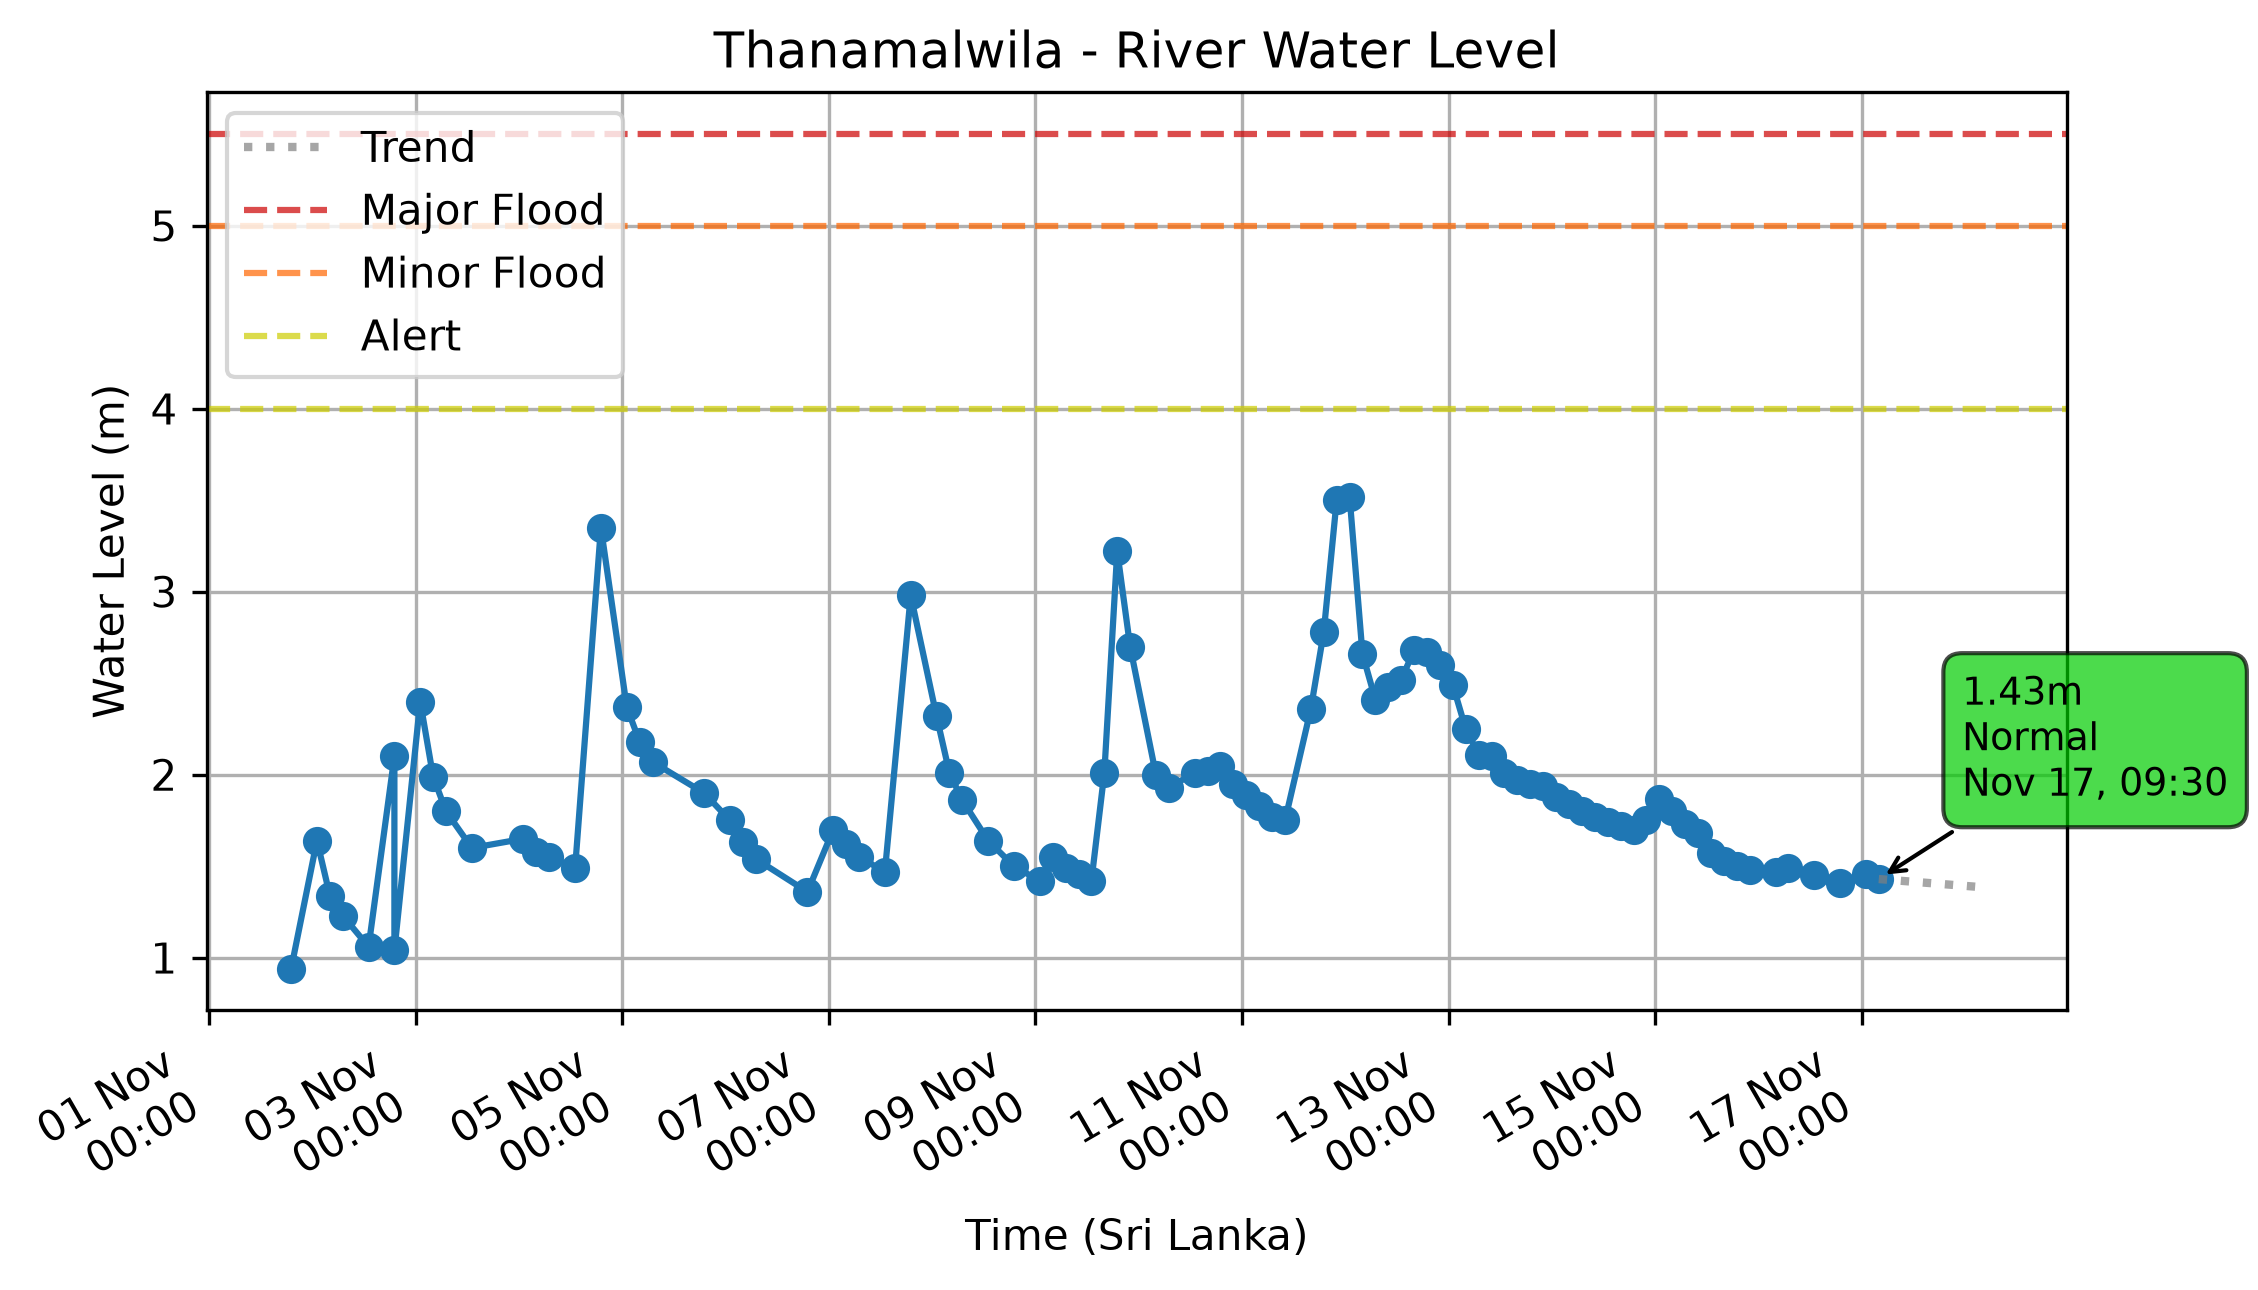 Thanamalwila - River Water Level
Trend
Major Flood
Minor Flood
Alert
Water Level (m)
5
4
3
2
1
1.43m
Normal
Nov 17, 09:30
01 Nov
00:00
03 Nov
00:00
05 Nov
00:00
07 Nov
00:00
09 Nov
00:00
11 Nov
00:00
13 Nov
00:00
15 Nov
00:00
17 Nov
00:00
Time (Sri Lanka)